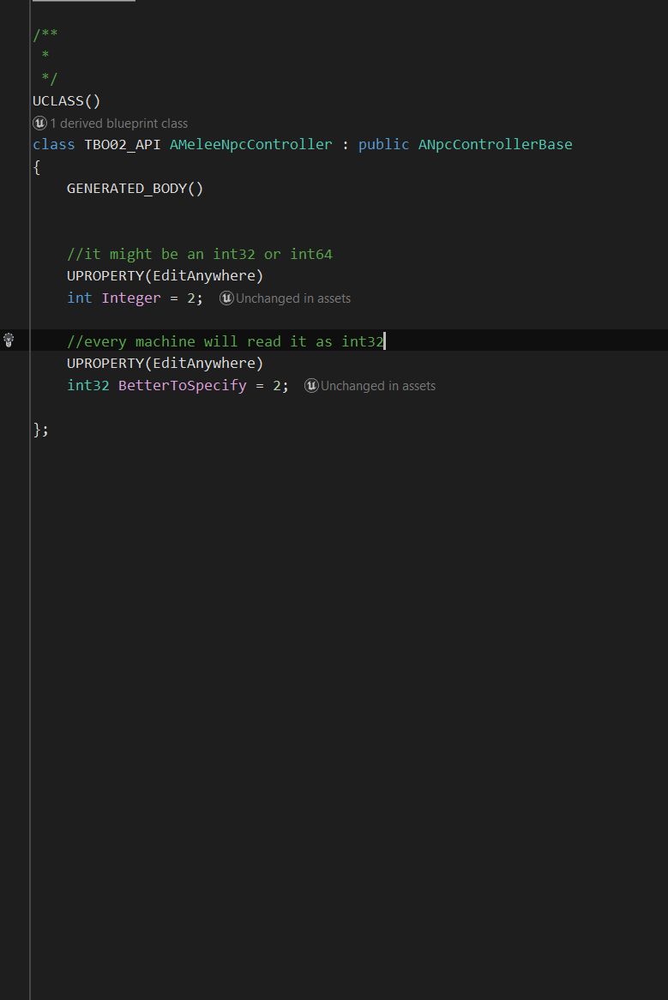 /**
 *
 */
UCLASS()
1 derived blueprint class
class TBO02_API AMeleeNpcController : public ANpcControllerBase
{
    GENERATED_BODY()
    //it might be an int32 or int64
    UPROPERTY(EditAnywhere)
    int Integer = 2; Unchanged in assets
    //every machine will read it as int32
    UPROPERTY(EditAnywhere)
    int32 BetterToSpecify = 2; Unchanged in assets
};